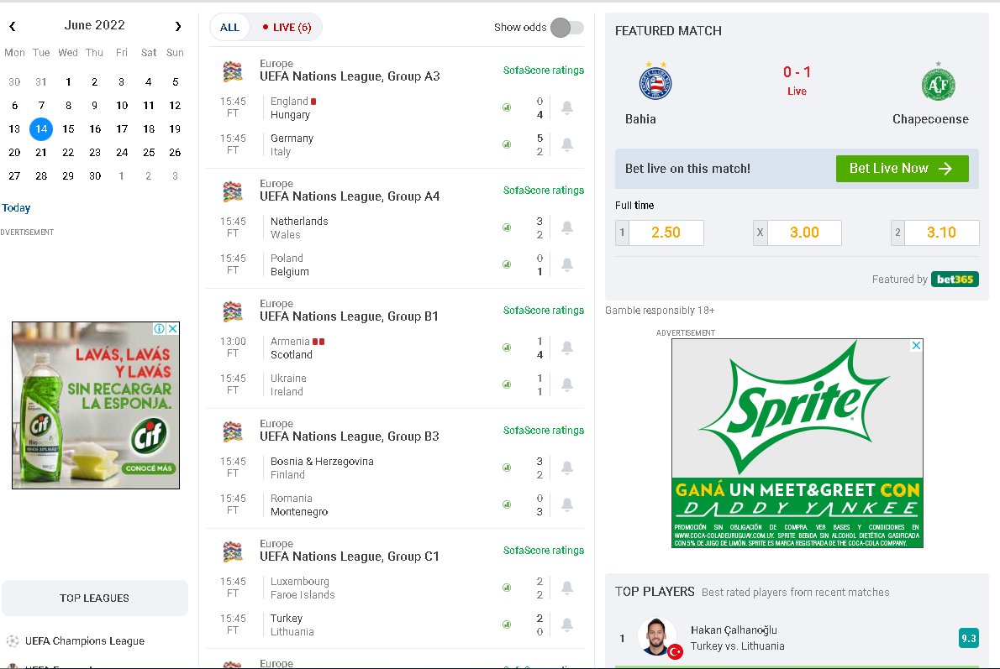 June 2022
Mon Tue Wed Thu Fri Sat Sun
30 31 1 2 3 4 5
6 7 8 9 10 11 12
13 14 15 16 17 18 19
20 21 22 23 24 25 26
27 28 29 30 1 2 3
Today
DVERTISEMENT
LAVÁS, LAVÁS
Y LAVÁS
SIN RECARGAR
LA ESPONJA.
Cif
Bioactive
Cif
CONOCÉ MÁS
TOP LEAGUES
UEFA Champions League
ALL
LIVE (6)
Show odds
Europe
UEFA Nations League, Group A3
SofaScore ratings
15:45
FT
England
Hungary
0
4
15:45
FT
Germany
Italy
5
2
Europe
UEFA Nations League, Group A4
SofaScore ratings
15:45
FT
Netherlands
Wales
3
2
15:45
FT
Poland
Belgium
0
1
Europe
UEFA Nations League, Group B1
SofaScore ratings
13:00
FT
Armenia
Scotland
1
4
15:45
FT
Ukraine
Ireland
1
1
Europe
UEFA Nations League, Group B3
SofaScore ratings
15:45
FT
Bosnia & Herzegovina
Finland
3
2
15:45
FT
Romania
Montenegro
0
3
Europe
UEFA Nations League, Group C1
SofaScore ratings
15:45
FT
Luxembourg
Faroe Islands
2
2
15:45
FT
Turkey
Lithuania
2
0
Europe
FEATURED MATCH
0 - 1
Live
Bahia
Chapecoense
Bet live on this match!
Bet Live Now
Full time
1 2.50
X 3.00
2 3.10
Featured by bet365
Gamble responsibly 18+
ADVERTISEMENT
Sprite
GANÁ UN MEET&GREET CON
DADDY YANKEE
PROMOCIÓN SIN OBLIGACIÓN DE COMPRA. VER BASES Y CONDICIONES EN
WWW.COCA-COLADEURUGUAY.COM.UY. SPRITE BEBIDA SIN ALCOHOL DIETÉTICA GASIFICADA
CON 5% DE JUGO DE LIMÓN. SPRITE ES MARCA REGISTRADA DE THE COCA-COLA COMPANY.
TOP PLAYERS Best rated players from recent matches
1
Hakan Çalhanoğlu
Turkey vs. Lithuania
9.3